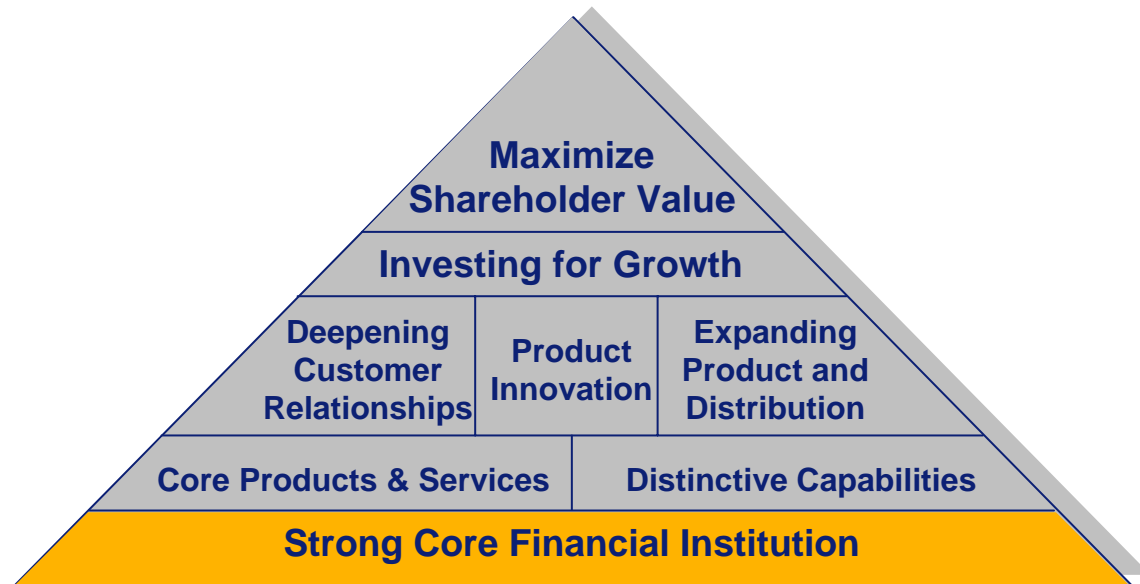 Maximize
Shareholder Value
Investing for Growth
Deepening
Customer
Relationships
Product
Innovation
Expanding
Product and
Distribution
Core Products & Services
Distinctive Capabilities
Strong Core Financial Institution